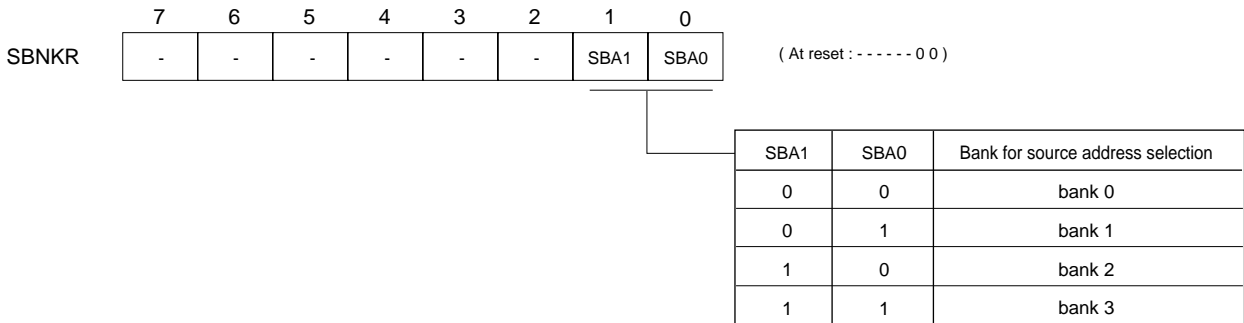 7 6 5 4 3 2 1 0
SBNKR - - - - - - SBA1 SBA0 ( At reset : - - - - - - 0 0 )
SBA1 SBA0 Bank for source address selection
0 0 bank 0
0 1 bank 1
1 0 bank 2
1 1 bank 3